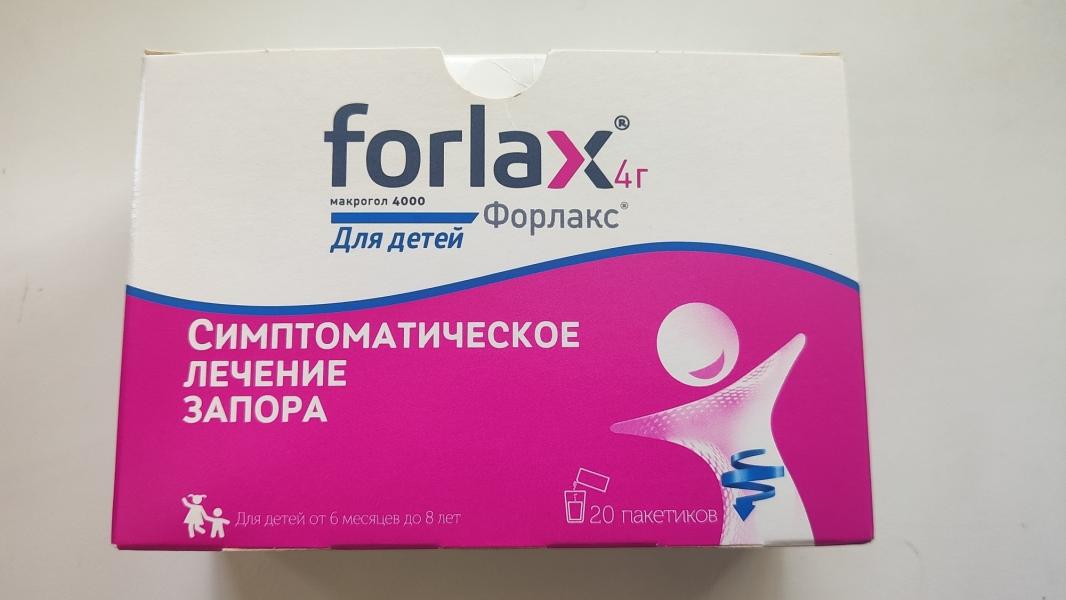 forlax® 4г
макрогол 4000
Форлакс®
Для детей
СИМПТОМАТИЧЕСКОЕ
ЛЕЧЕНИЕ
ЗАПОРА
Для детей от 6 месяцев до 8 лет
20 пакетиков